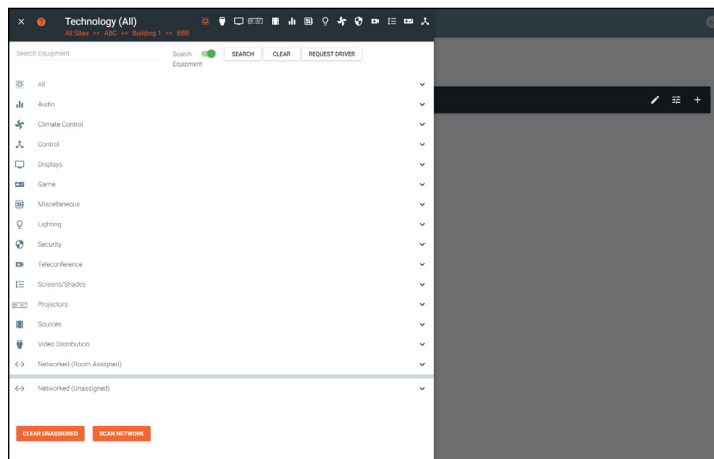 Technology (All)
All Sites >> ABC >> Building 1 >> BBB
Search Equipment
Search Equipment
SEARCH
CLEAR
REQUEST DRIVER
All
Audio
Climate Control
Control
Displays
Game
Miscellaneous
Lighting
Security
Teleconference
Screens/Shades
Projectors
Sources
Video Distribution
Networked (Room Assigned)
Networked (Unassigned)
CLEAR UNASSIGNED
SCAN NETWORK